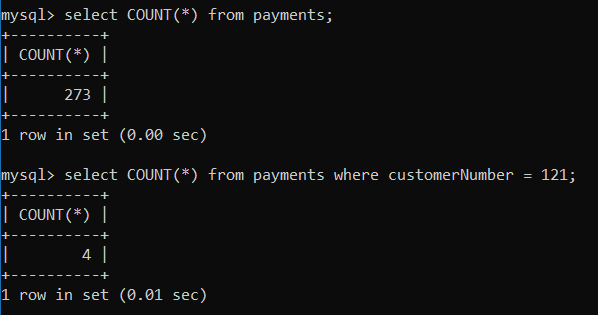 mysql> select COUNT(*) from payments;
+----------+
| COUNT(*) |
+----------+
|      273 |
+----------+
1 row in set (0.00 sec)

mysql> select COUNT(*) from payments where customerNumber = 121;
+----------+
| COUNT(*) |
+----------+
|        4 |
+----------+
1 row in set (0.01 sec)